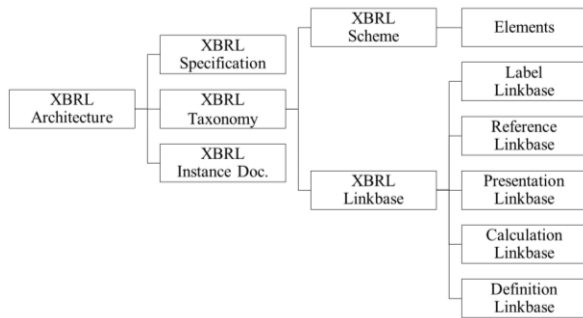 XBRL
Architecture
XBRL
Specification
XBRL
Taxonomy
XBRL
Instance Doc.
XBRL
Scheme
XBRL
Linkbase
Elements
Label
Linkbase
Reference
Linkbase
Presentation
Linkbase
Calculation
Linkbase
Definition
Linkbase